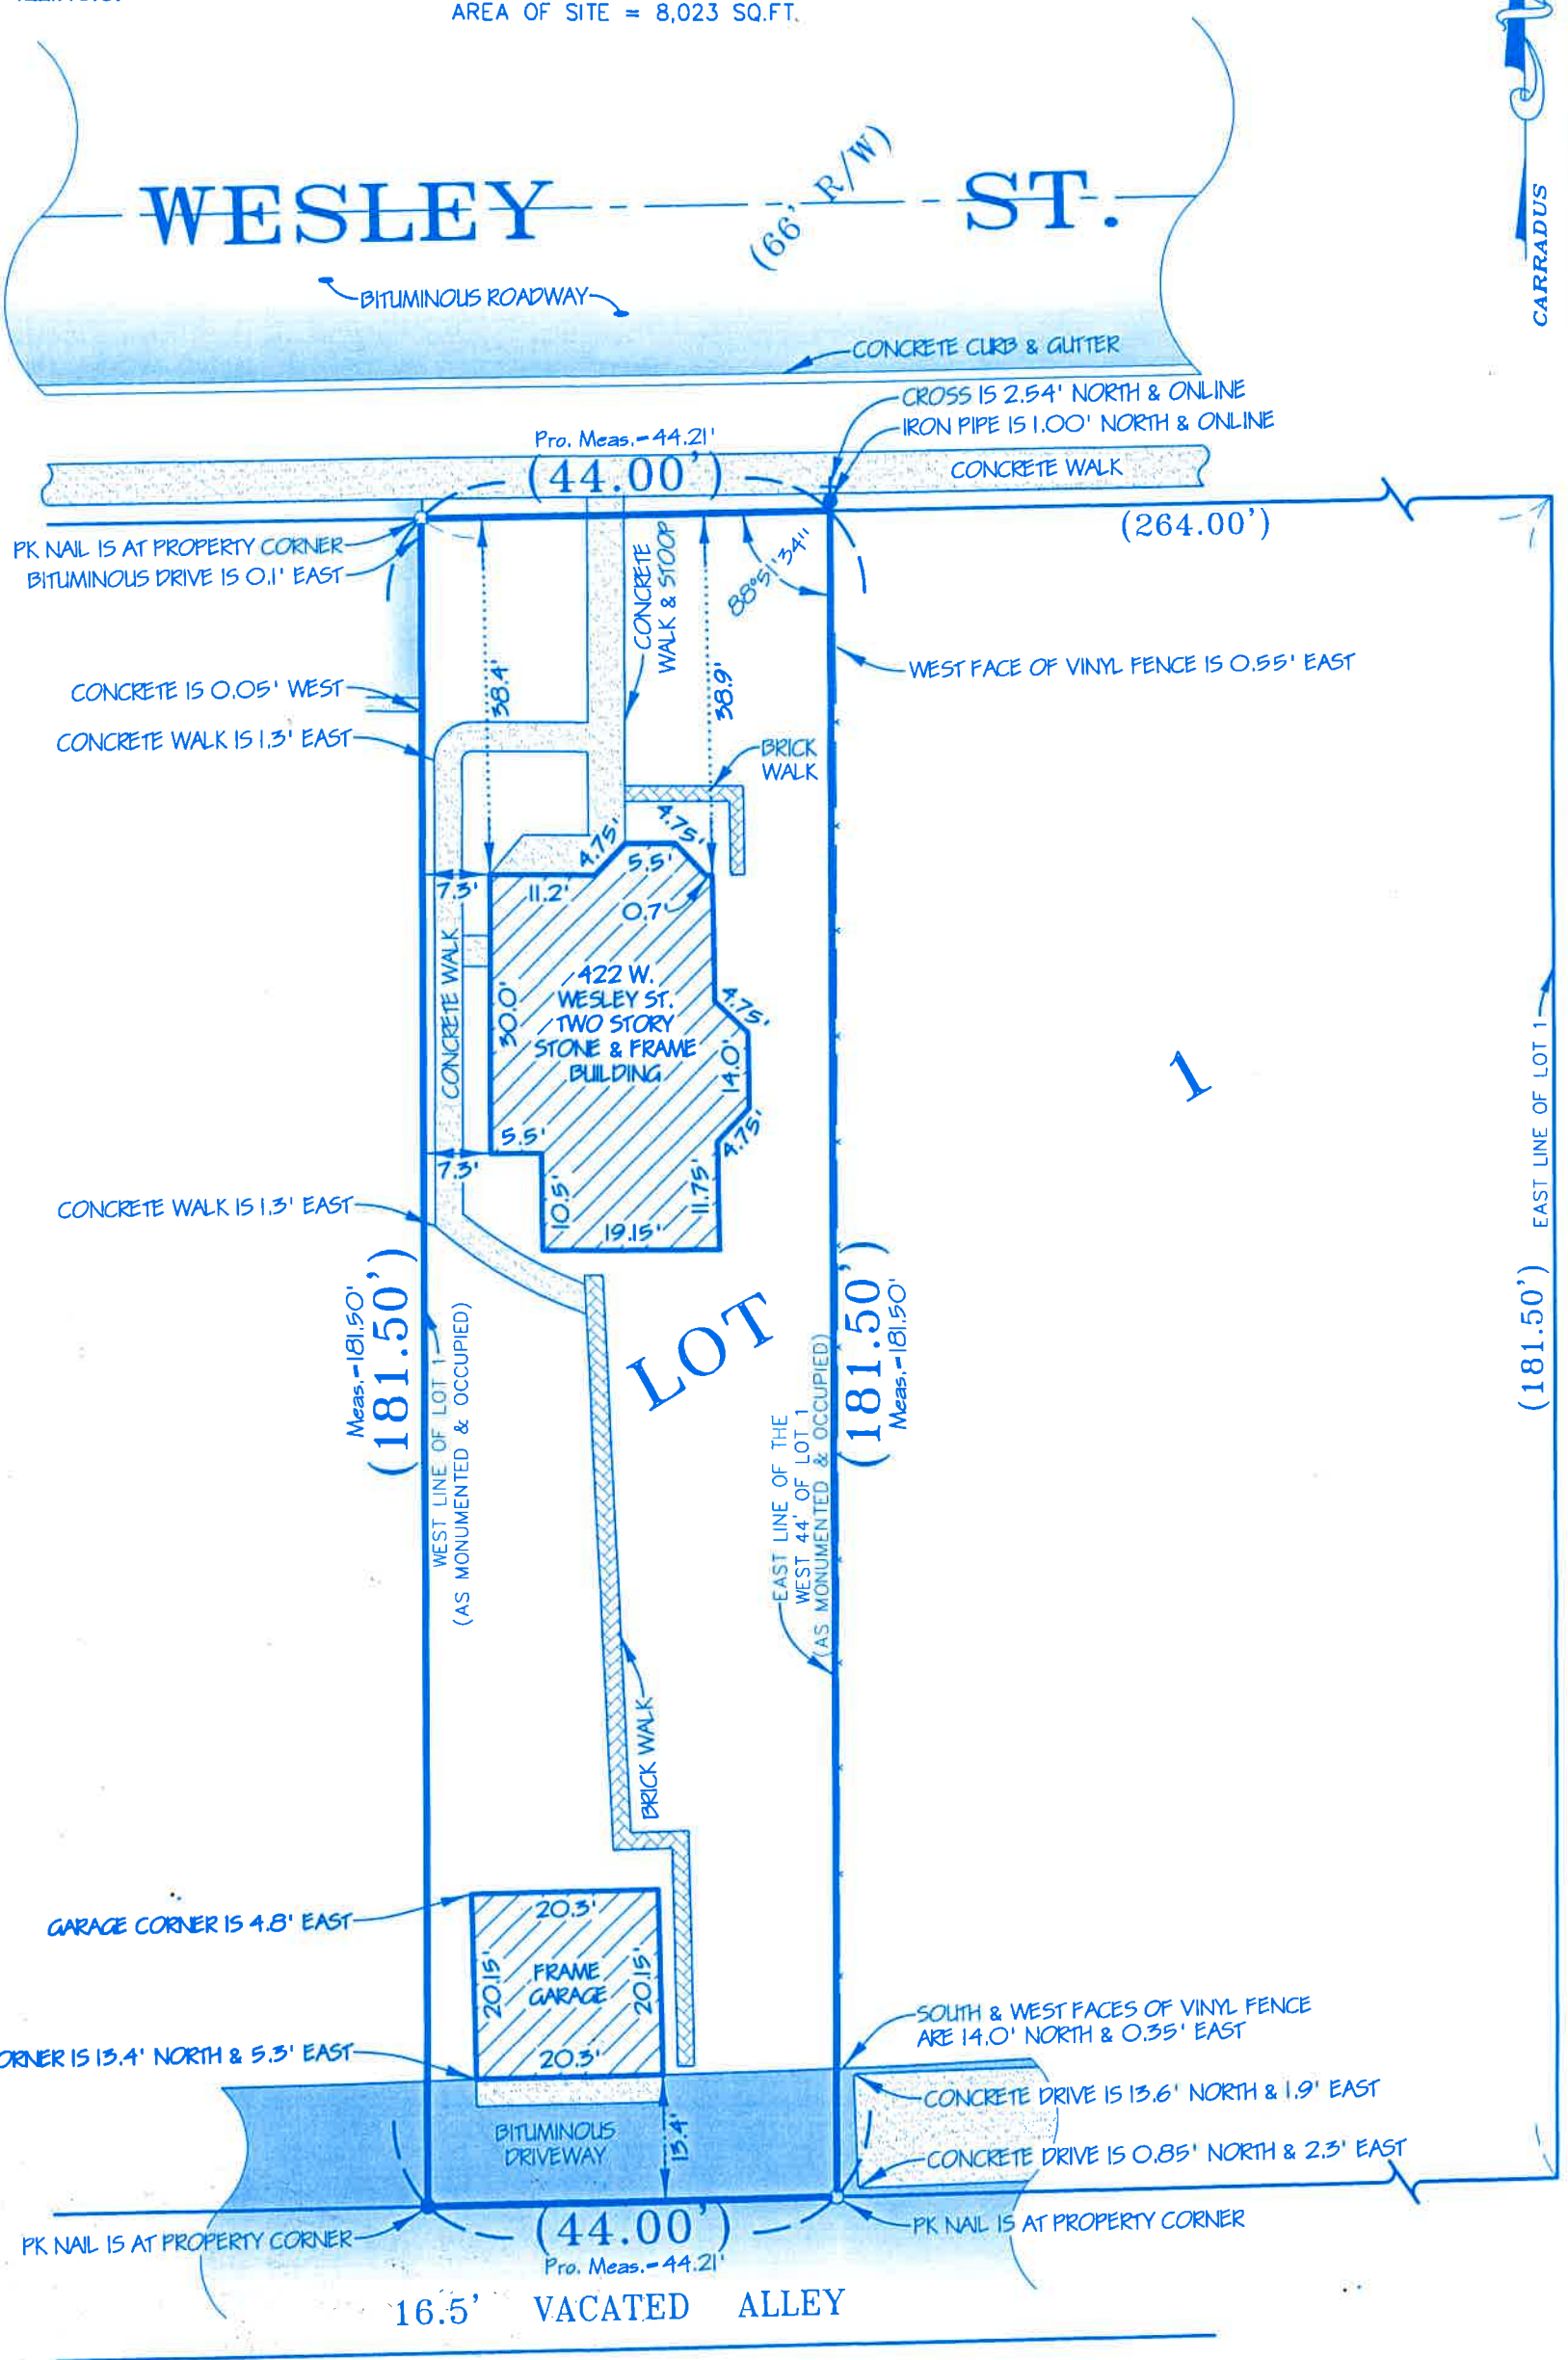 AREA OF SITE = 8,023 SQ.FT.
WESLEY ST.
(66' R/W)
CARRADUS
BITUMINOUS ROADWAY
CONCRETE CURB & GUTTER
CROSS IS 2.54' NORTH & ONLINE
IRON PIPE IS 1.00' NORTH & ONLINE
Pro. Meas.=44.21'
(44.00')
CONCRETE WALK
(264.00')
PK NAIL IS AT PROPERTY CORNER
BITUMINOUS DRIVE IS 0.1' EAST
CONCRETE
WALK & STOOP
88°51'34"
38.4'
38.9'
WEST FACE OF VINYL FENCE IS 0.55' EAST
CONCRETE IS 0.05' WEST
CONCRETE WALK IS 1.3' EAST
BRICK
WALK
4.75'
4.75'
5.5'
7.3'
11.2'
0.7'
CONCRETE WALK
30.0'
422 W.
WESLEY ST.
TWO STORY
STONE & FRAME
BUILDING
4.75'
14.0'
4.75'
1
EAST LINE OF LOT 1
(181.50')
5.5'
7.3'
10.5'
11.75'
19.15'
CONCRETE WALK IS 1.3' EAST
Meas.=181.50'
(181.50')
WEST LINE OF LOT 1
(AS MONUMENTED & OCCUPIED)
LOT
EAST LINE OF THE
WEST 44' OF LOT 1
(AS MONUMENTED & OCCUPIED)
(181.50')
Meas.=181.50'
BRICK WALK
GARAGE CORNER IS 4.8' EAST
20.3'
20.15'
FRAME
GARAGE
20.15'
20.3'
ORNER IS 13.4' NORTH & 5.3' EAST
SOUTH & WEST FACES OF VINYL FENCE
ARE 14.0' NORTH & 0.35' EAST
CONCRETE DRIVE IS 13.6' NORTH & 1.9' EAST
BITUMINOUS
DRIVEWAY
13.4'
CONCRETE DRIVE IS 0.85' NORTH & 2.3' EAST
PK NAIL IS AT PROPERTY CORNER
(44.00')
Pro. Meas.=44.21'
PK NAIL IS AT PROPERTY CORNER
16.5' VACATED ALLEY